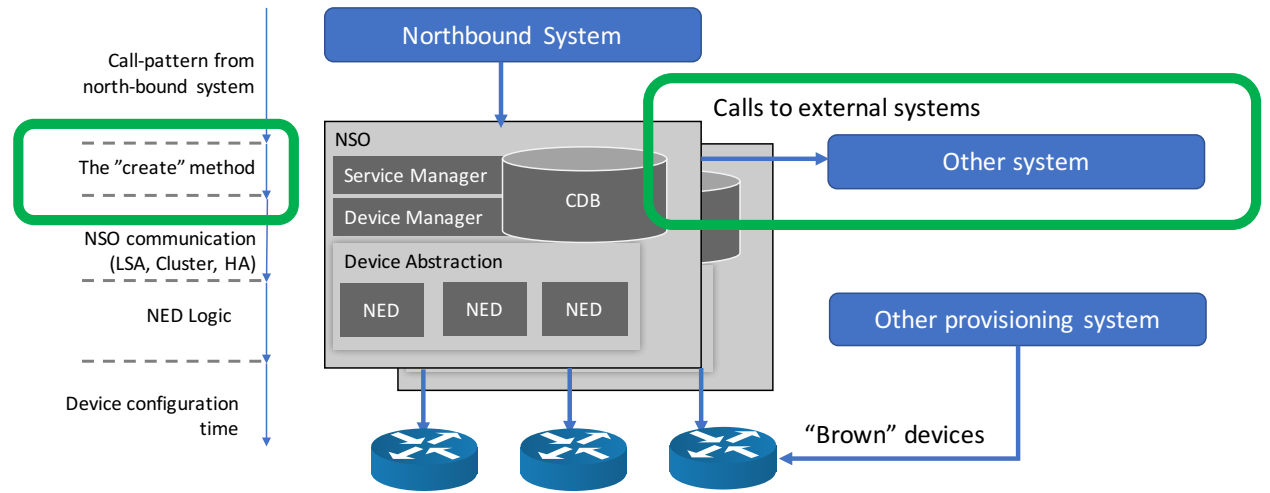 Call-pattern from
north-bound system
The ”create” method
NSO communication
(LSA, Cluster, HA)
NED Logic
Device configuration
time
Northbound System
NSO
Service Manager
Device Manager
CDB
Device Abstraction
NED
NED
NED
Calls to external systems
Other system
Other provisioning system
“Brown” devices